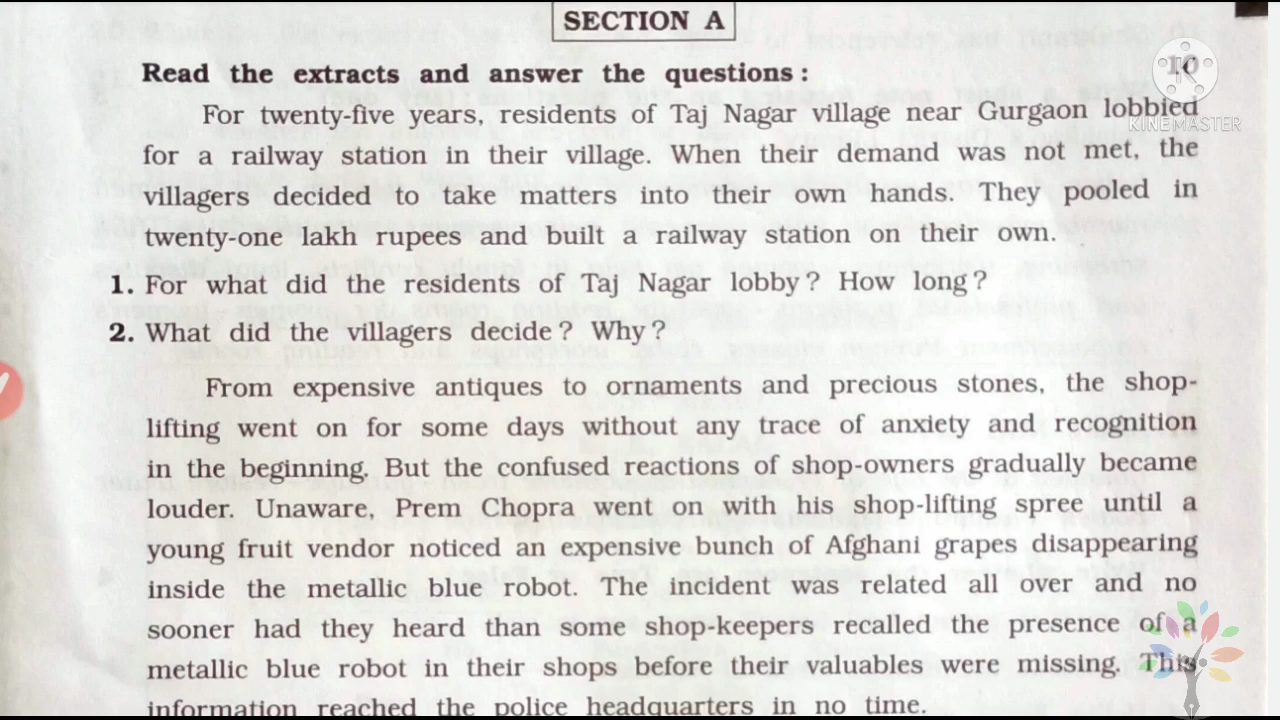 SECTION A
Read the extracts and answer the questions :
10
KINEMASTER
For twenty-five years, residents of Taj Nagar village near Gurgaon lobbied
for a railway station in their village. When their demand was not met, the
villagers decided to take matters into their own hands. They pooled in
twenty-one lakh rupees and built a railway station on their own.
1. For what did the residents of Taj Nagar lobby? How long?
2. What did the villagers decide? Why?
From expensive antiques to ornaments and precious stones, the shop-
lifting went on for some days without any trace of anxiety and recognition
in the beginning. But the confused reactions of shop-owners gradually became
louder. Unaware, Prem Chopra went on with his shop-lifting spree until a
young fruit vendor noticed an expensive bunch of Afghani grapes disappearing
inside the metallic blue robot. The incident was related all over and no
sooner had they heard than some shop-keepers recalled the presence of a
metallic blue robot in their shops before their valuables were missing. This
information reached the police headquarters in no time.